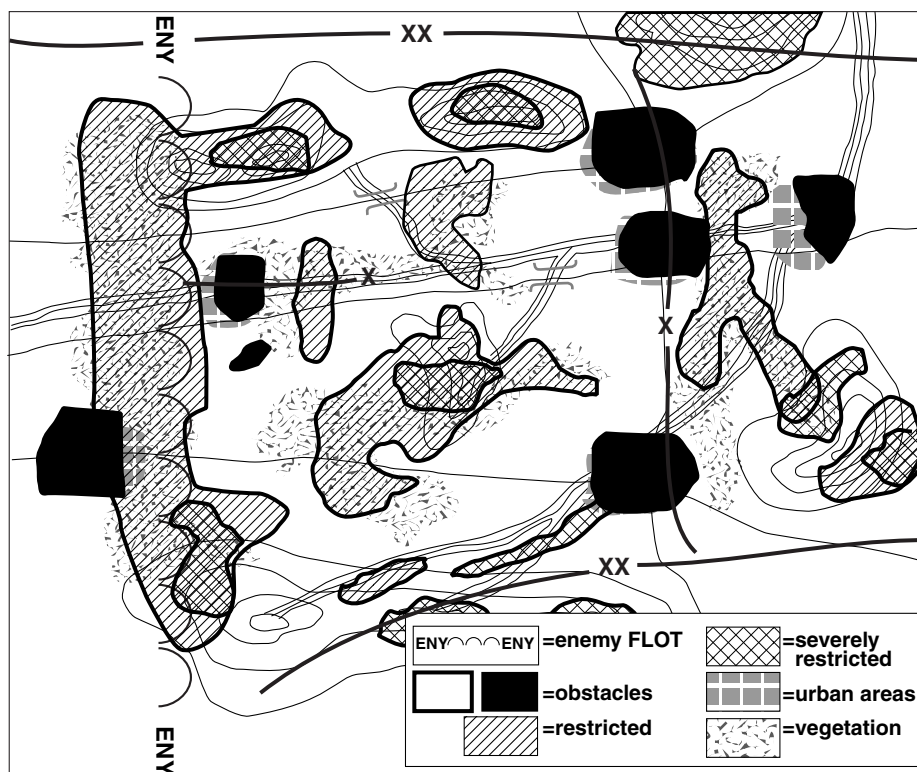 ENY
XX
X
X
XX
ENY
ENY ENY =enemy FLOT
=obstacles
=restricted
=severely
restricted
=urban areas
=vegetation